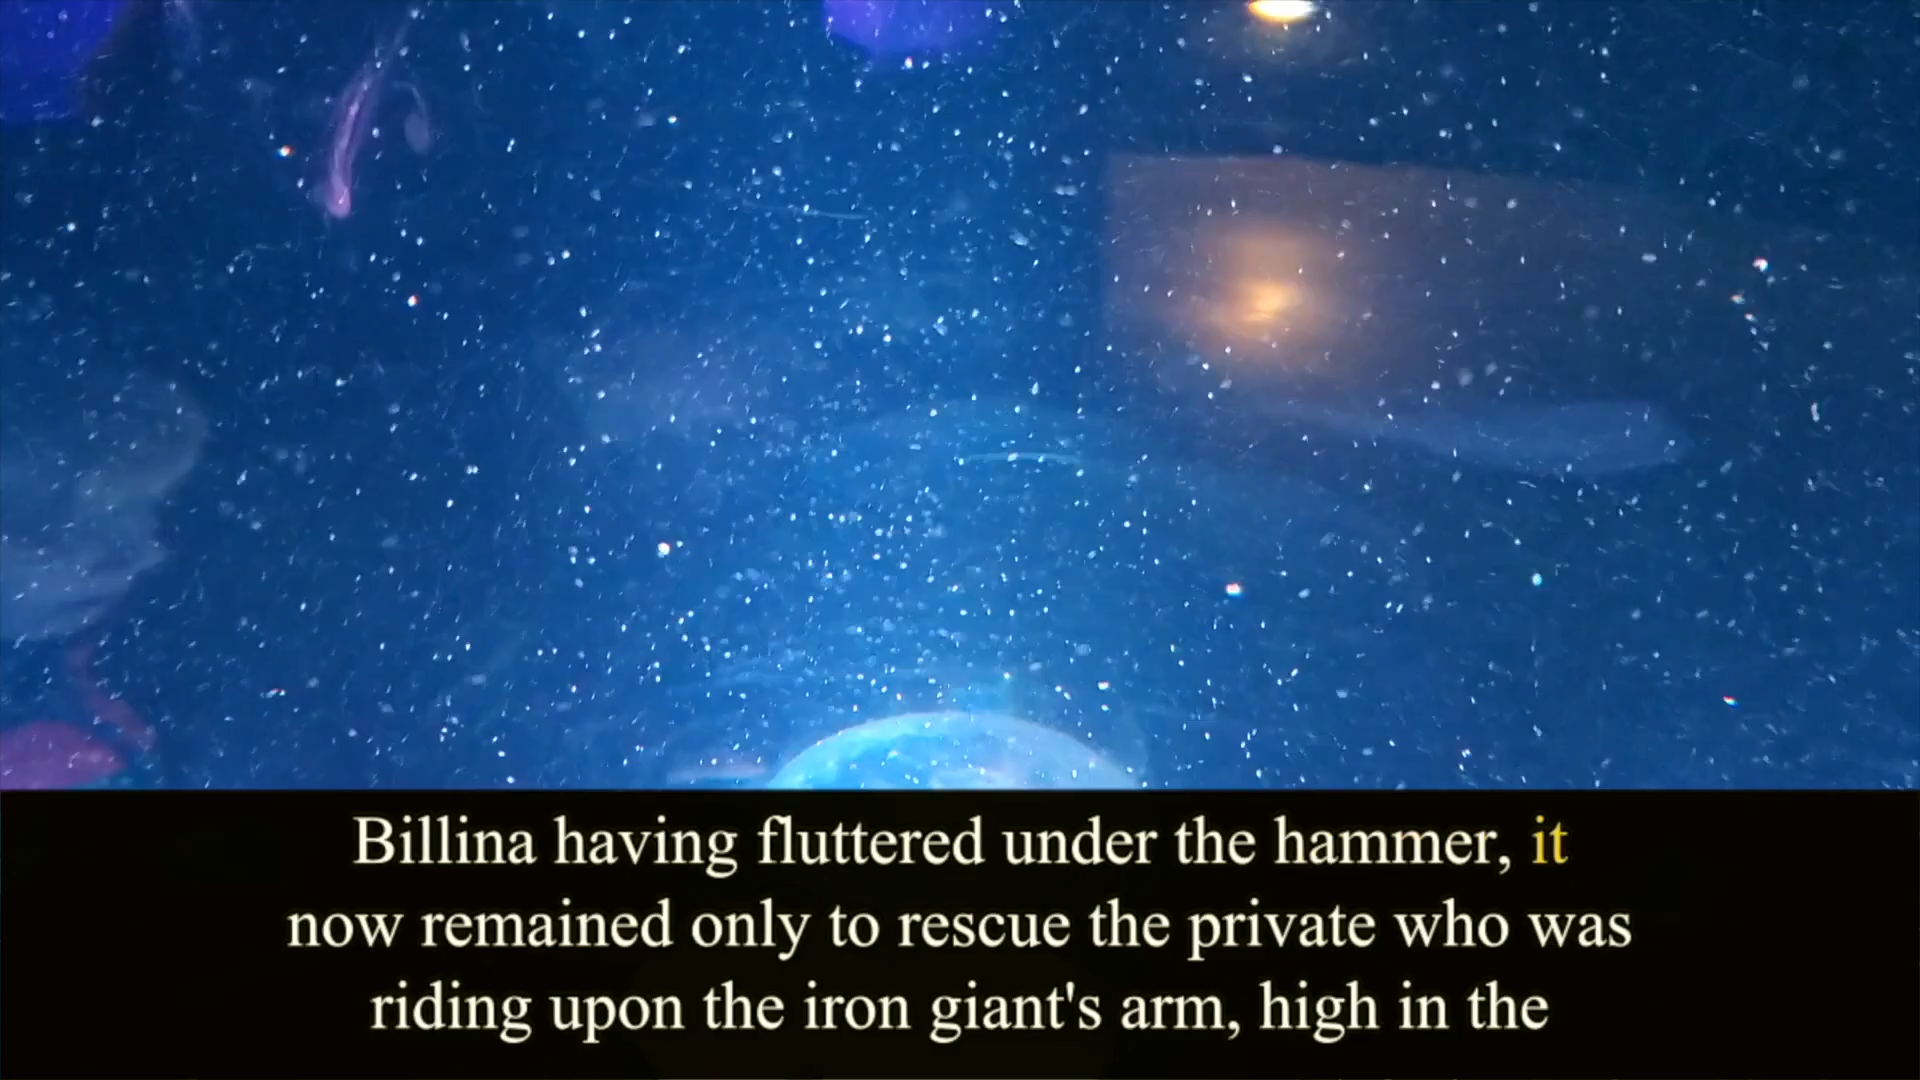 Billina having fluttered under the hammer, it
now remained only to rescue the private who was
riding upon the iron giant's arm, high in the